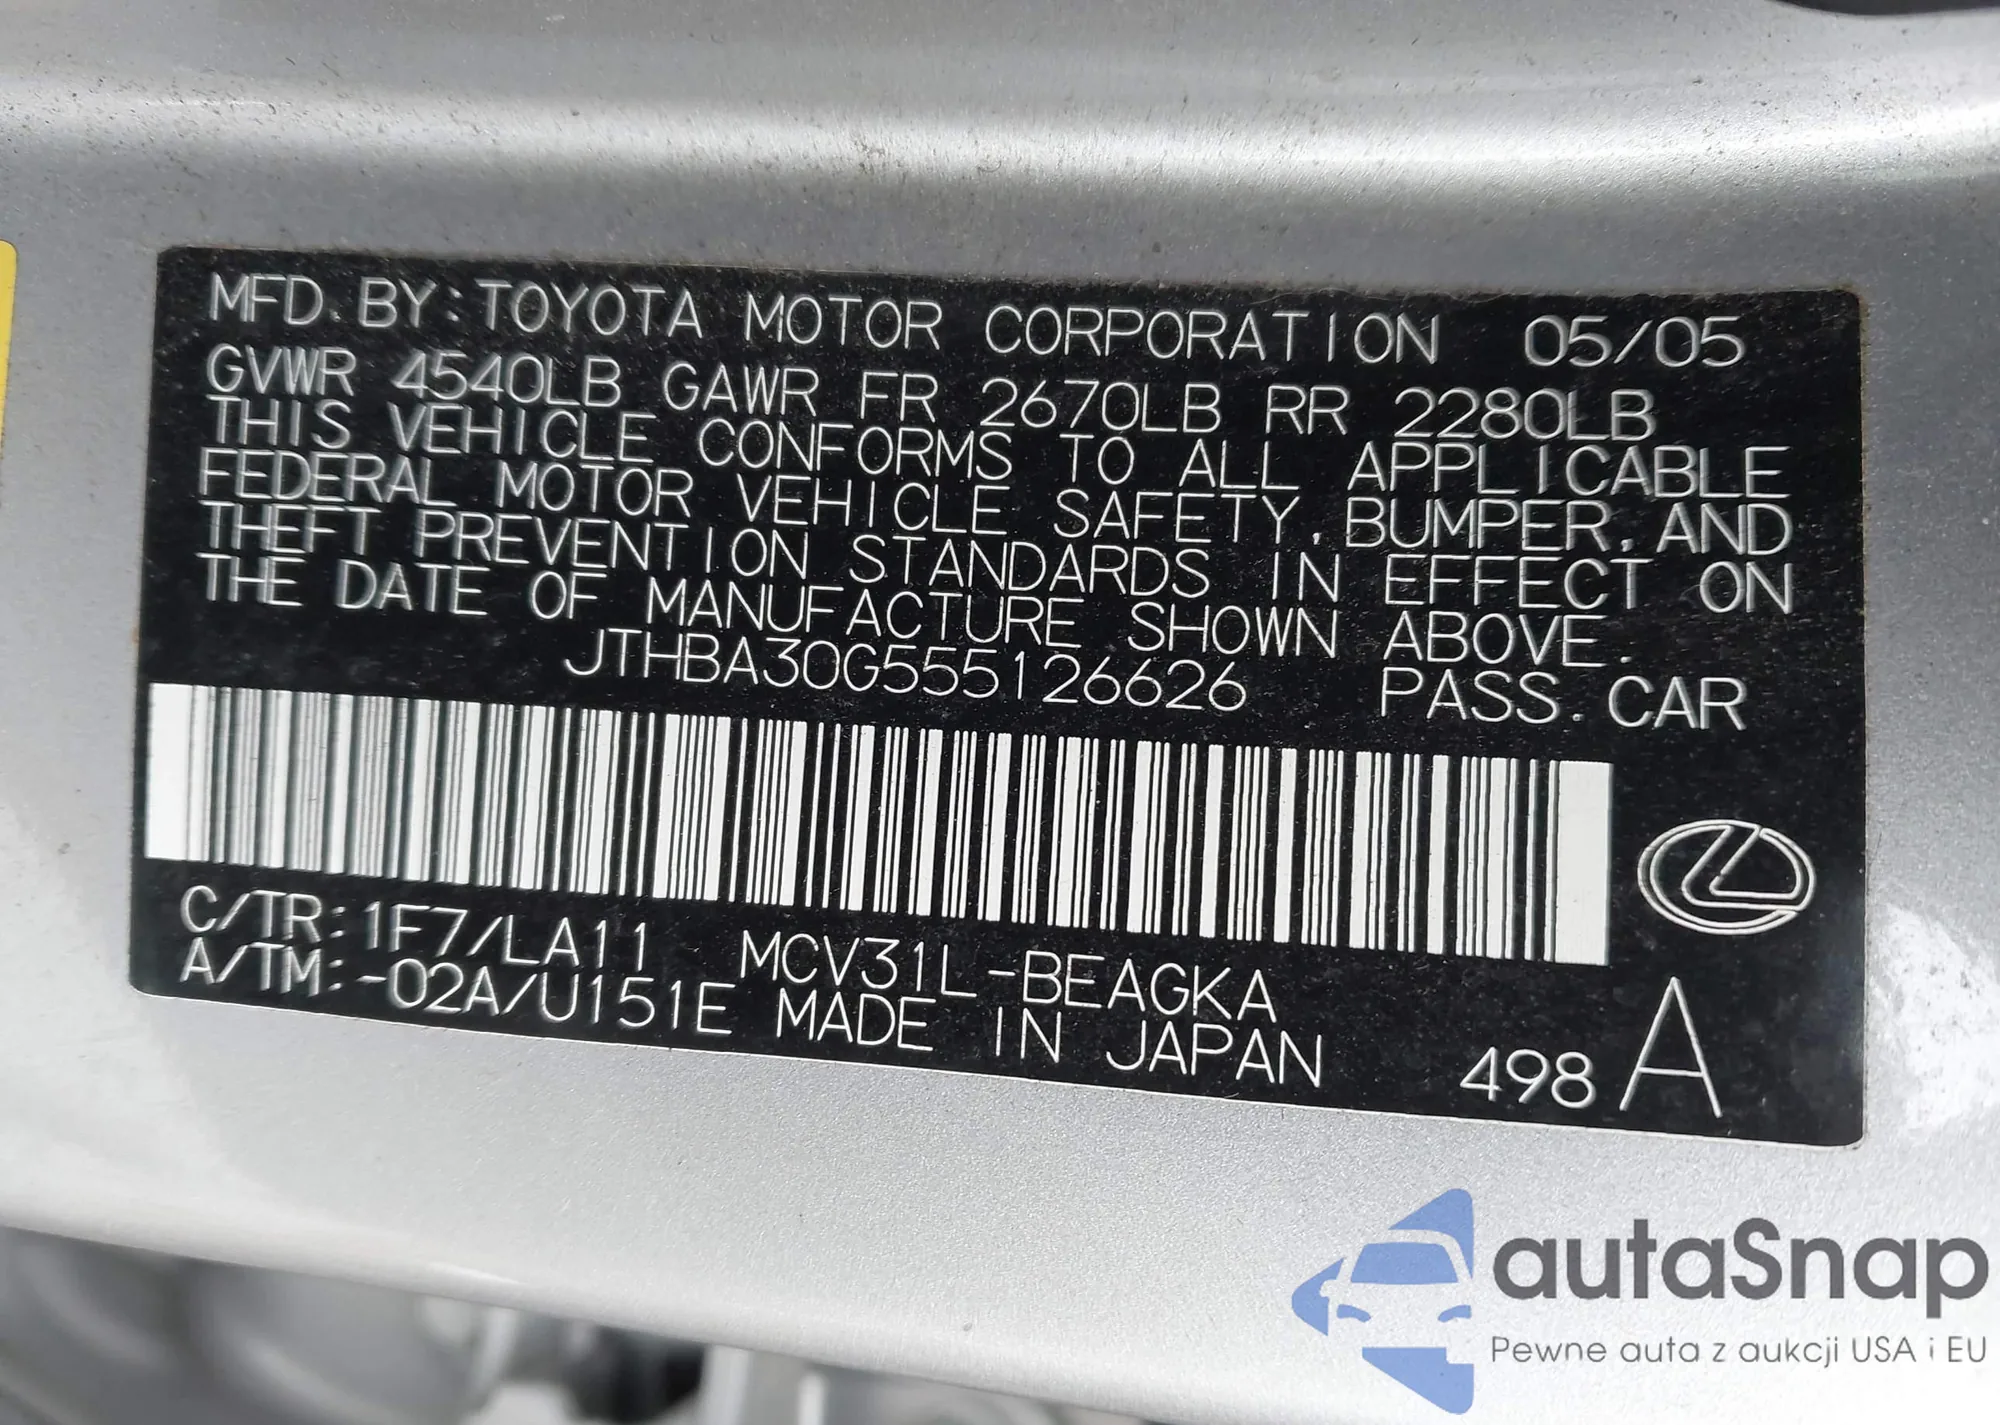 MFD. BY: TOYOTA MOTOR CORPORATION 05/05
GVWR 4540LB GAWR FR 2670LB RR 2280LB
THIS VEHICLE CONFORMS TO ALL APPLICABLE
FEDERAL MOTOR VEHICLE SAFETY, BUMPER, AND
THEFT PREVENTION STANDARDS IN EFFECT ON
THE DATE OF MANUFACTURE SHOWN ABOVE.
JTHBA30G555126626 PASS. CAR
C/TR: 1F7/LA11 MCV31L-BEAGKA
A/TM: -02A/U151E MADE IN JAPAN
498 A
autaSnap
Pewne auta z aukcji USA i EU